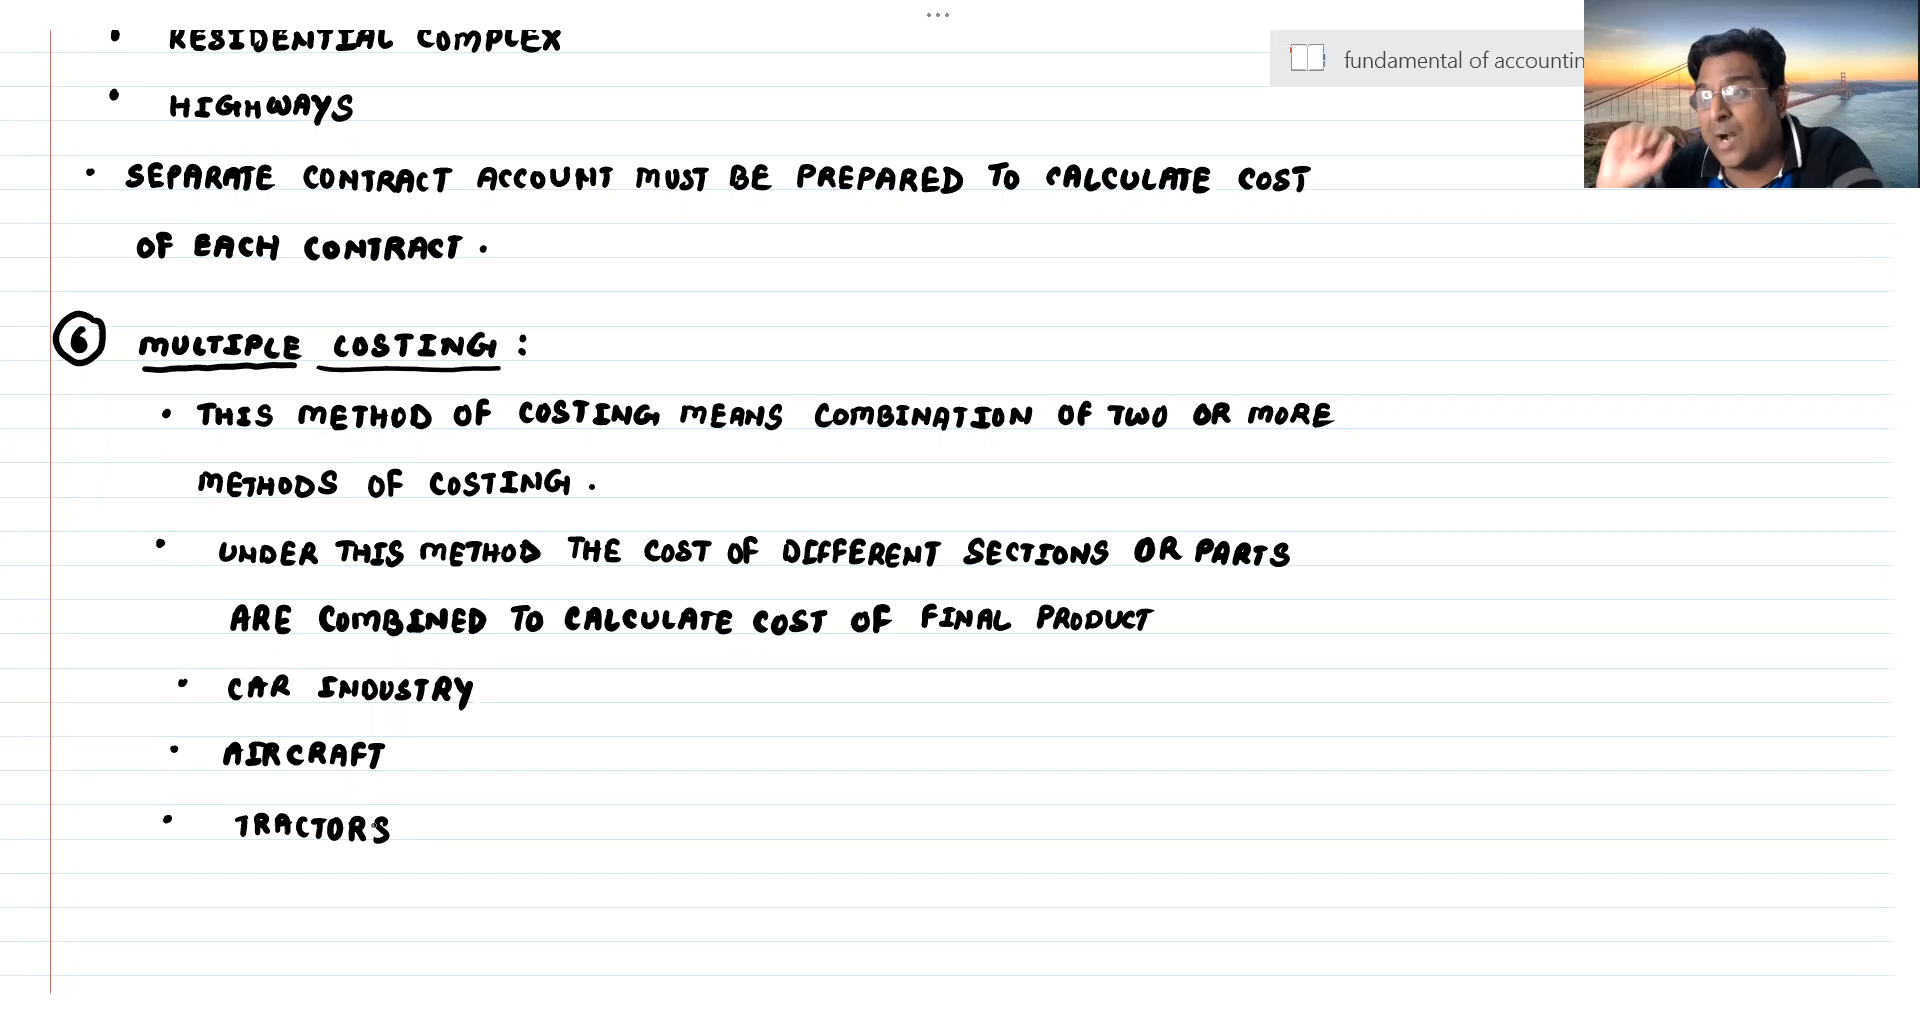 ...
• RESIDENTIAL COMPLEX
fundamental of accountin
• HIGHWAYS
• SEPARATE CONTRACT ACCOUNT MUST BE PREPARED TO CALCULATE COST
OF EACH CONTRACT.
6 MULTIPLE COSTING:
• THIS METHOD OF COSTING MEANS COMBINATION OF TWO OR MORE
METHODS OF COSTING.
• UNDER THIS METHOD THE COST OF DIFFERENT SECTIONS OR PARTS
ARE COMBINED TO CALCULATE COST OF FINAL PRODUCT
• CAR INDUSTRY
• AIRCRAFT
• TRACTORS